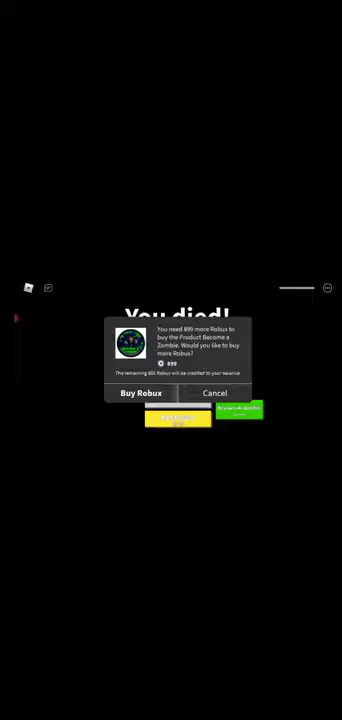 You died!
You need 899 more Robux to
buy the Product Become a
Zombie. Would you like to buy
more Robux?
899
The remaining 801 Robux will be credited to your balance
Buy Robux
Cancel